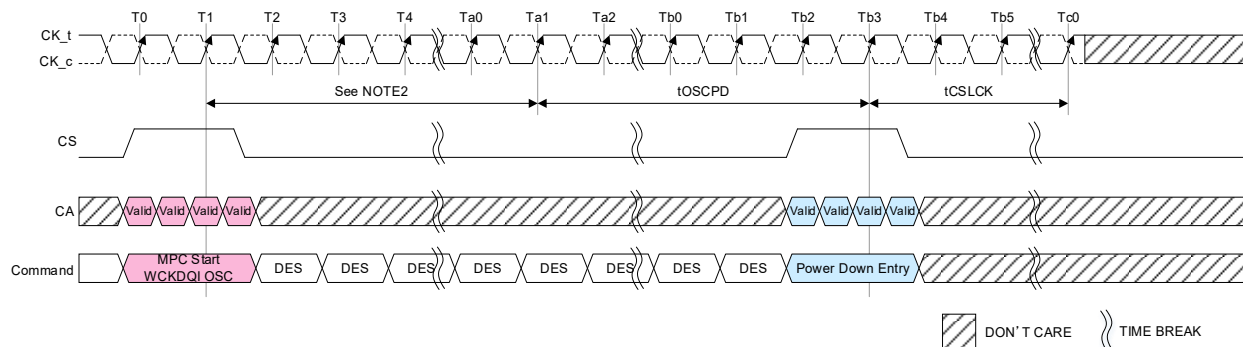 T0 T1 T2 T3 T4 Ta0 Ta1 Ta2 Tb0 Tb1 Tb2 Tb3 Tb4 Tb5 Tc0
CK_t
CK_c
See NOTE2 tOSCPD tCSLCK
CS
CA Valid Valid Valid Valid Valid Valid Valid Valid
Command MPC Start WCKDQI OSC DES DES DES DES DES DES DES DES Power Down Entry
DON'T CARE TIME BREAK